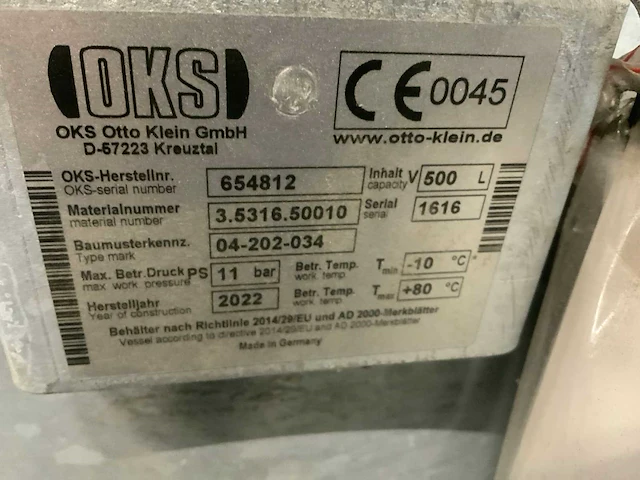 OKS
OKS Otto Klein GmbH
D-57223 Kreuztal
CE 0045
www.otto-klein.de
OKS-Herstellnr. 654812 Inhalt V 500 L
OKS-serial number capacity
Materialnummer 3.5316.50010 Serial 1616
material number serial
Baumusterkennz. 04-202-034
Type mark
Max. Betr.Druck PS 11 bar Betr. Temp. Tmin -10 °C
max work pressure work. temp
Herstelljahr 2022 Betr. Temp. Tmax +80 °C
Year of construction work. temp
Behälter nach Richtlinie 2014/29/EU und AD 2000-Merkblätter
Vessel according to directive 2014/29/EU and AD 2000-Merkblätter
Made in Germany